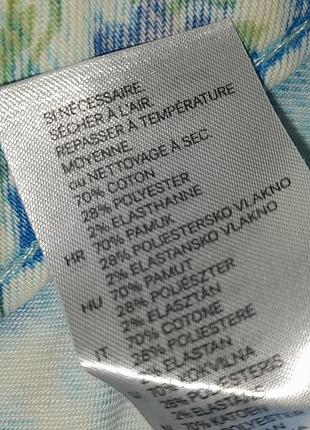 SI NÉCESSAIRE
SÉCHER À L'AIR.
REPASSER À TEMPÉRATURE
MOYENNE
ou NETTOYAGE À SEC.
70% COTON
28% POLYESTER
2% ELASTHANNE
HR 70% PAMUK
28% POLIESTERSKO VLAKNO
2% ELASTANSKO VLAKNO
HU 70% PAMUT
28% POLIÉSZTER
2% ELASZTÁN
IT 70% COTONE
28% POLIESTERE
2% ELASTAN
70% KATOEN